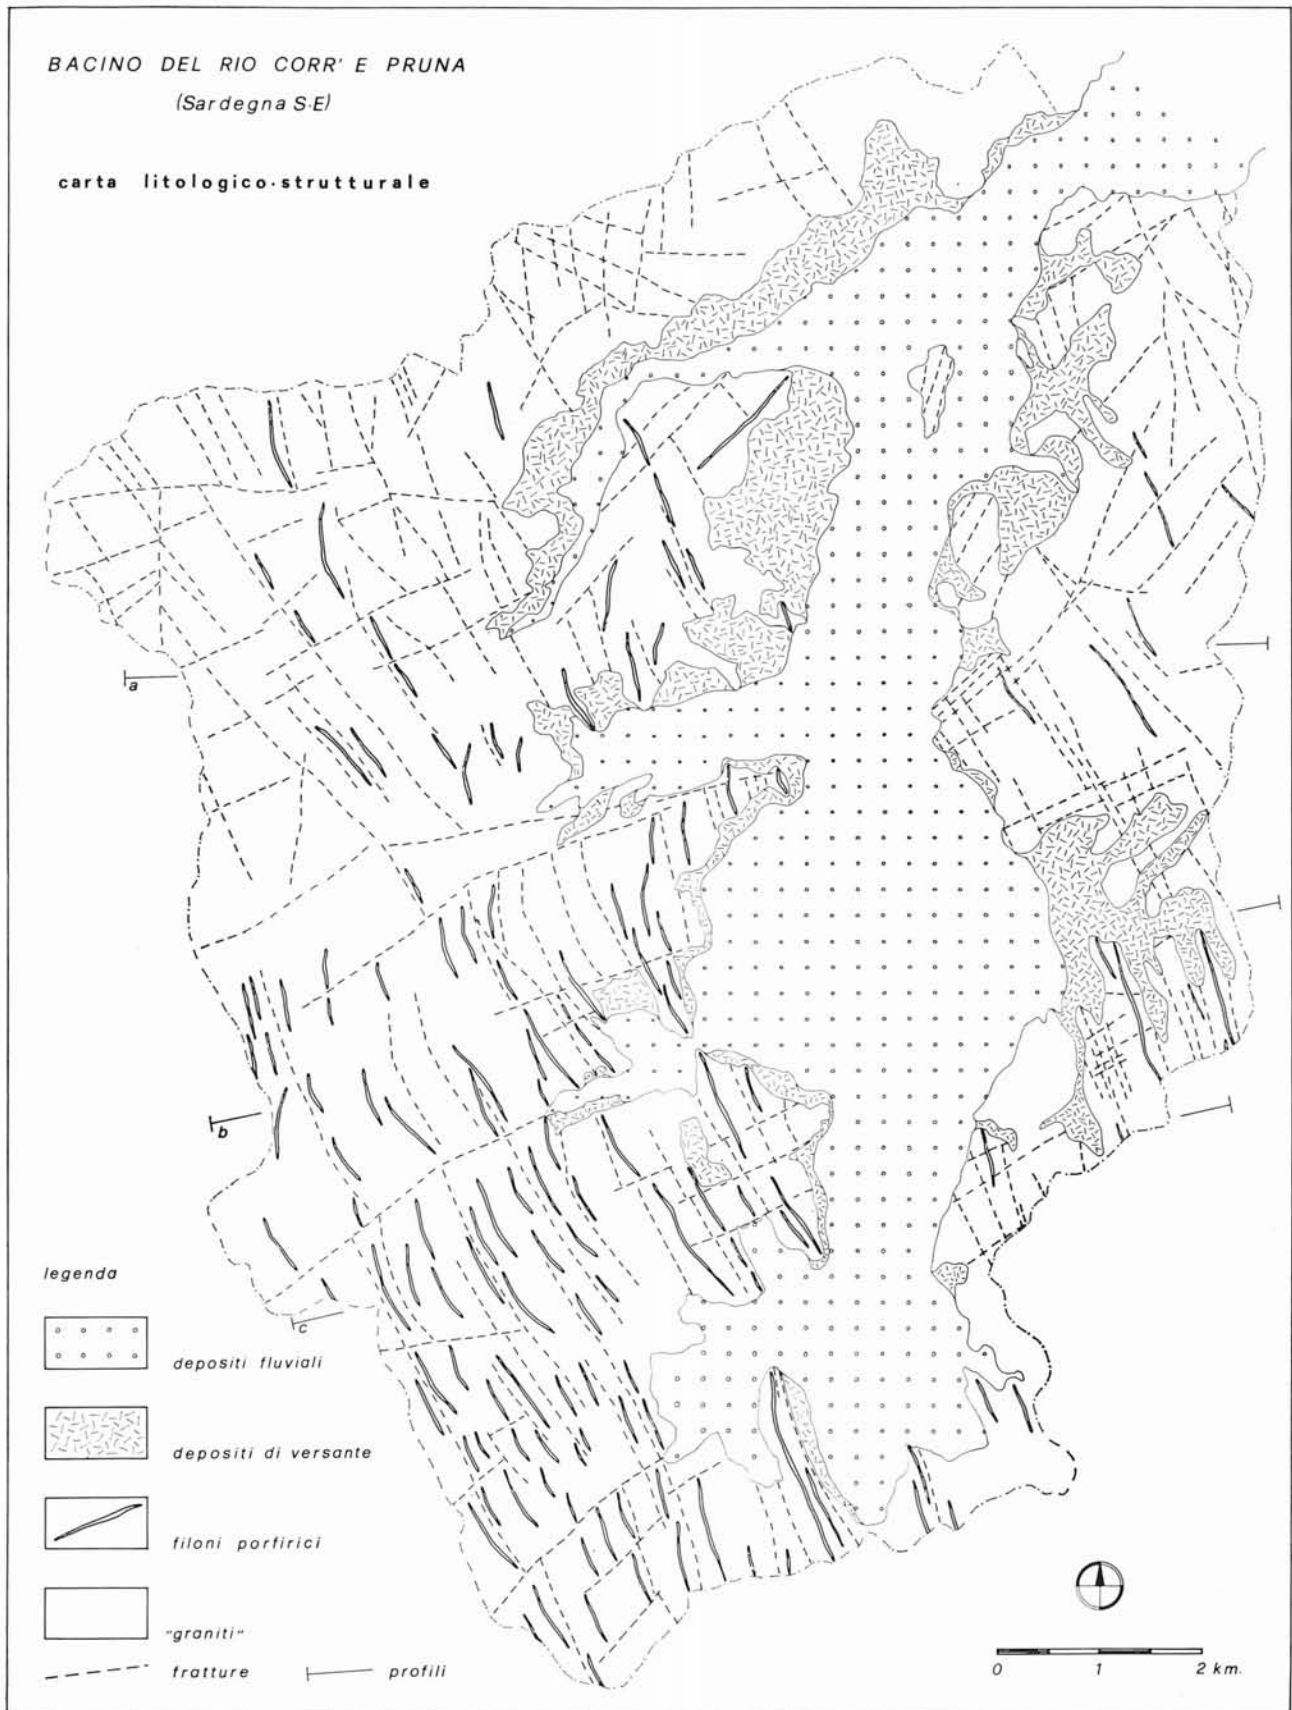 BACINO DEL RIO CORR' E PRUNA
(Sardegna S·E)
carta litologico·strutturale
a
b
c
legenda
depositi fluviali
depositi di versante
filoni porfirici
"graniti"
fratture
profili
0 1 2 km.